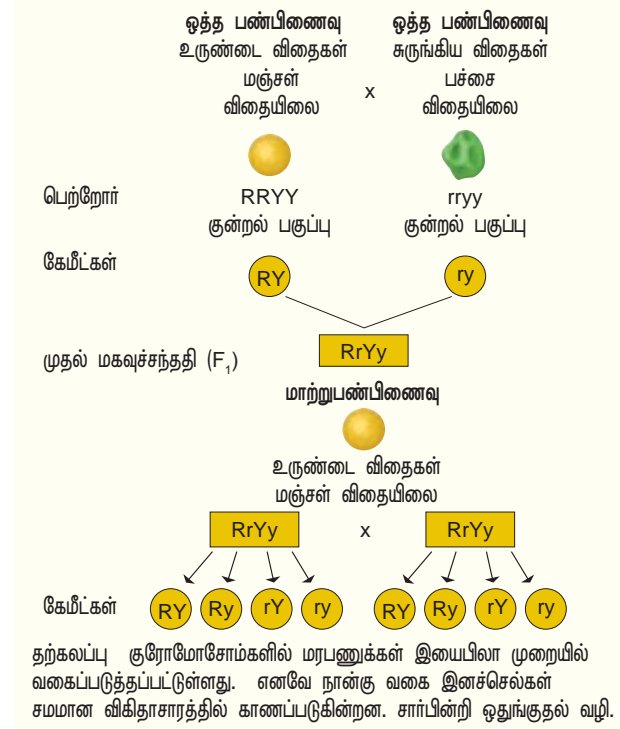 ஒத்த பண்பிணைவு ஒத்த பண்பிணைவு
உருண்டை விதைகள் சுருங்கிய விதைகள்
மஞ்சள் x பச்சை
விதையிலை விதையிலை
பெற்றோர் RRYY rryy
குன்றல் பகுப்பு குன்றல் பகுப்பு
கேமீட்கள் RY ry
முதல் மகவுச்சந்ததி (F₁) RrYy
மாற்றுபண்பிணைவு
உருண்டை விதைகள்
மஞ்சள் விதையிலை
RrYy x RrYy
கேமீட்கள் RY Ry rY ry RY Ry rY ry
தற்கலப்பு குரோமோசோம்களில் மரபணுக்கள் இயைபிலா முறையில்
வகைப்படுத்தப்பட்டுள்ளது. எனவே நான்கு வகை இனச்செல்கள்
சமமான விகிதாசாரத்தில் காணப்படுகின்றன. சார்பின்றி ஒதுங்குதல் வழி.